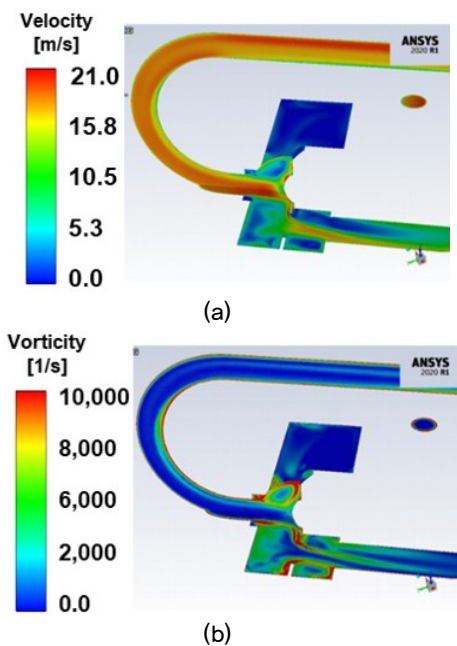 Velocity
[m/s]
21.0
15.8
10.5
5.3
0.0
ANSYS
2020 R1
(a)
Vorticity
[1/s]
10,000
8,000
6,000
2,000
0.0
ANSYS
2020 R1
(b)